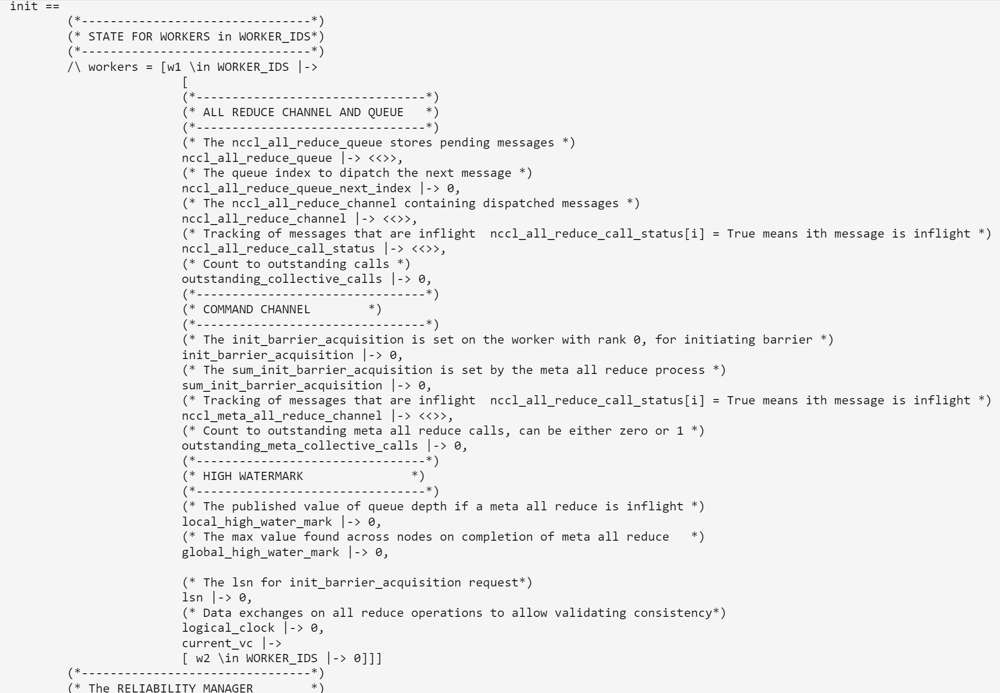 init ==
        (*--------------------------------*)
        (* STATE FOR WORKERS in WORKER_IDS*)
        (*--------------------------------*)
        /\ workers = [w1 \in WORKER_IDS |->
                        [
                        (*--------------------------------*)
                        (* ALL REDUCE CHANNEL AND QUEUE   *)
                        (*--------------------------------*)
                        (* The nccl_all_reduce_queue stores pending messages *)
                        nccl_all_reduce_queue |-> <<>>,
                        (* The queue index to dipatch the next message *)
                        nccl_all_reduce_queue_next_index |-> 0,
                        (* The nccl_all_reduce_channel containing dispatched messages *)
                        nccl_all_reduce_channel |-> <<>>,
                        (* Tracking of messages that are inflight  nccl_all_reduce_call_status[i] = True means ith message is inflight *)
                        nccl_all_reduce_call_status |-> <<>>,
                        (* Count to outstanding calls *)
                        outstanding_collective_calls |-> 0,
                        (*--------------------------------*)
                        (* COMMAND CHANNEL        *)
                        (*--------------------------------*)
                        (* The init_barrier_acquisition is set on the worker with rank 0, for initiating barrier *)
                        init_barrier_acquisition |-> 0,
                        (* The sum_init_barrier_acquisition is set by the meta all reduce process *)
                        sum_init_barrier_acquisition |-> 0,
                        (* Tracking of messages that are inflight  nccl_all_reduce_call_status[i] = True means ith message is inflight *)
                        nccl_meta_all_reduce_channel |-> <<>>,
                        (* Count to outstanding meta all reduce calls, can be either zero or 1 *)
                        outstanding_meta_collective_calls |-> 0,
                        (*--------------------------------*)
                        (* HIGH WATERMARK               *)
                        (*--------------------------------*)
                        (* The published value of queue depth if a meta all reduce is inflight *)
                        local_high_water_mark |-> 0,
                        (* The max value found across nodes on completion of meta all reduce   *)
                        global_high_water_mark |-> 0,

                        (* The lsn for init_barrier_acquisition request*)
                        lsn |-> 0,
                        (* Data exchanges on all reduce operations to allow validating consistency*)
                        logical_clock |-> 0,
                        current_vc |->
                        [ w2 \in WORKER_IDS |-> 0]]]
        (*--------------------------------*)
        (* The RELIABILITY MANAGER        *)